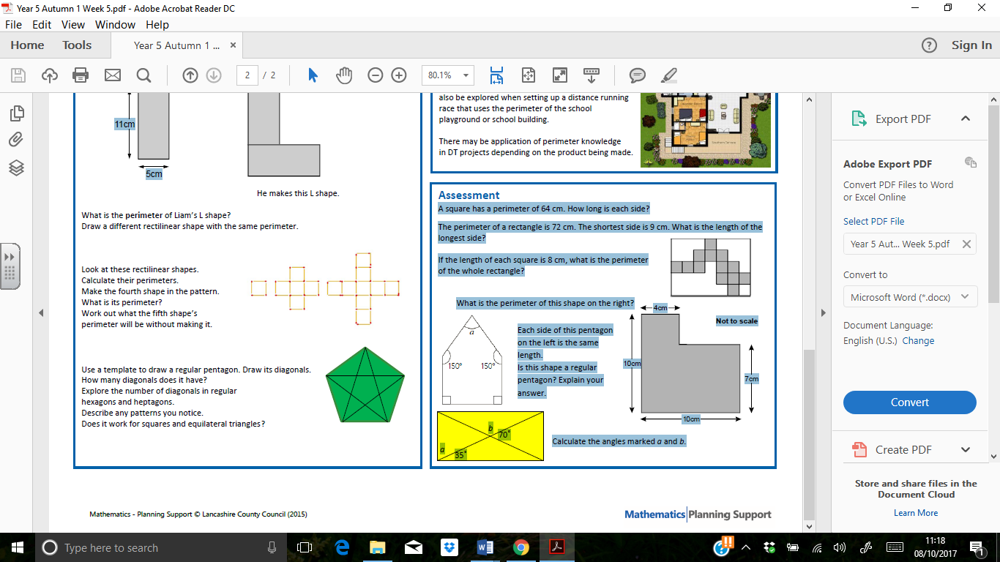 Year 5 Autumn 1 Week 5.pdf - Adobe Acrobat Reader DC
File Edit View Window Help
Home Tools Year 5 Autumn 1 ... ×
? Sign In
2 / 2
80.1%
11cm
5cm
He makes this L shape.
What is the perimeter of Liam's L shape?
Draw a different rectilinear shape with the same perimeter.
Look at these rectilinear shapes.
Calculate their perimeters.
Make the fourth shape in the pattern.
What is its perimeter?
Work out what the fifth shape's
perimeter will be without making it.
Use a template to draw a regular pentagon. Draw its diagonals.
How many diagonals does it have?
Explore the number of diagonals in regular
hexagons and heptagons.
Describe any patterns you notice.
Does it work for squares and equilateral triangles?
also be explored when setting up a distance running
race that uses the perimeter of the school
playground or school building.
There may be application of perimeter knowledge
in DT projects depending on the product being made.
Assessment
A square has a perimeter of 64 cm. How long is each side?
The perimeter of a rectangle is 72 cm. The shortest side is 9 cm. What is the length of the
longest side?
If the length of each square is 8 cm, what is the perimeter
of the whole rectangle?
What is the perimeter of this shape on the right?
4cm
Not to scale
10cm
7cm
10cm
a
150°
150°
Each side of this pentagon
on the left is the same
length.
Is this shape a regular
pentagon? Explain your
answer.
b
70°
a
35°
Calculate the angles marked a and b.
Mathematics - Planning Support © Lancashire County Council (2015)
Mathematics Planning Support
Export PDF
Adobe Export PDF
Convert PDF Files to Word
or Excel Online
Select PDF File
Year 5 Aut... Week 5.pdf
Convert to
Microsoft Word (*.docx)
Document Language:
English (U.S.) Change
Convert
Create PDF
Store and share files in the
Document Cloud
Learn More
Type here to search
11:18
08/10/2017
1